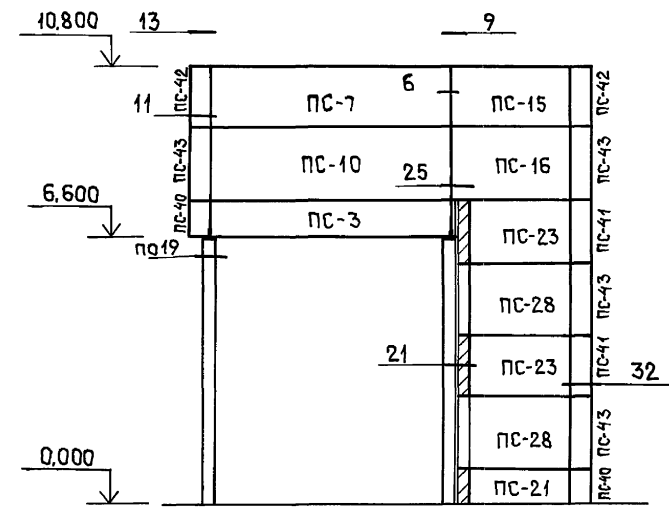 10,800
13
9
ПС-42
11
ПС-7
6
ПС-15
ПС-42
ПС-43
ПС-10
25
ПС-16
ПС-43
6,600
ПС-40
ПС-3
ПС-23
ПС-41
по19
ПС-28
ПС-43
21
ПС-23
ПС-41
32
0,000
ПС-28
ПС-43
ПС-21
ПС-40